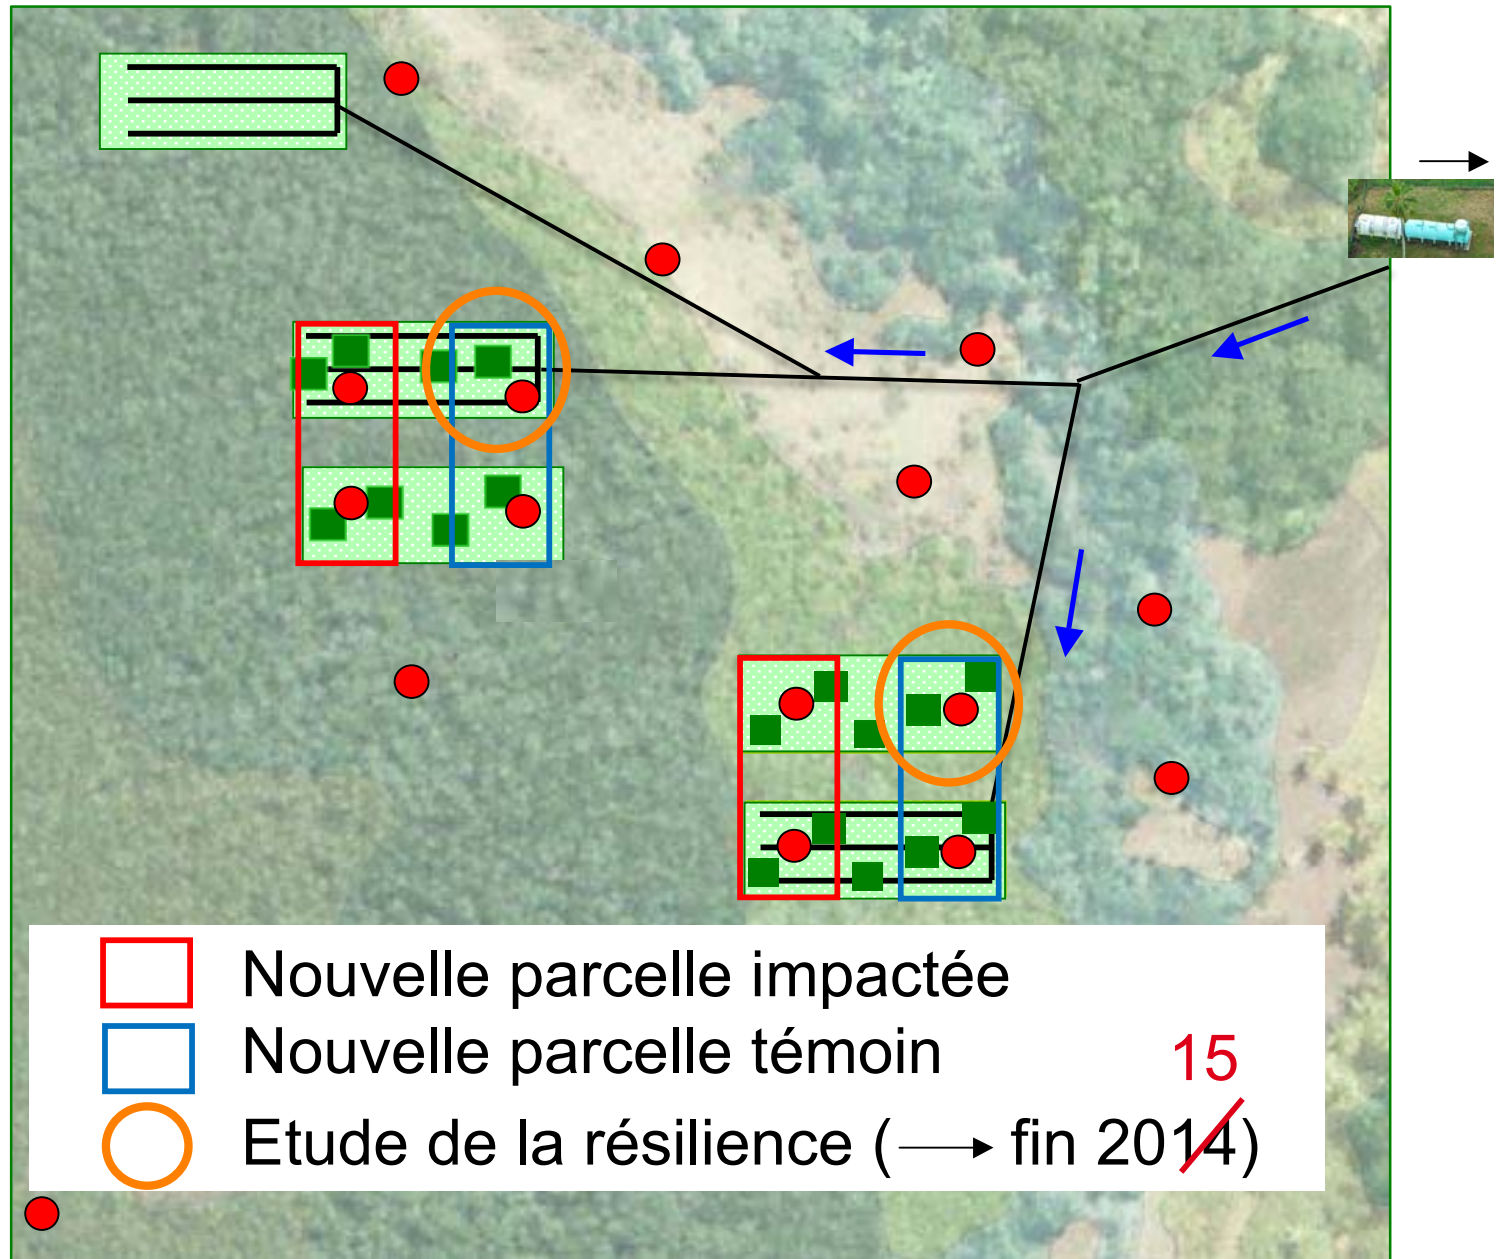 Nouvelle parcelle impactée
Nouvelle parcelle témoin
15
Etude de la résilience (→ fin 2014)